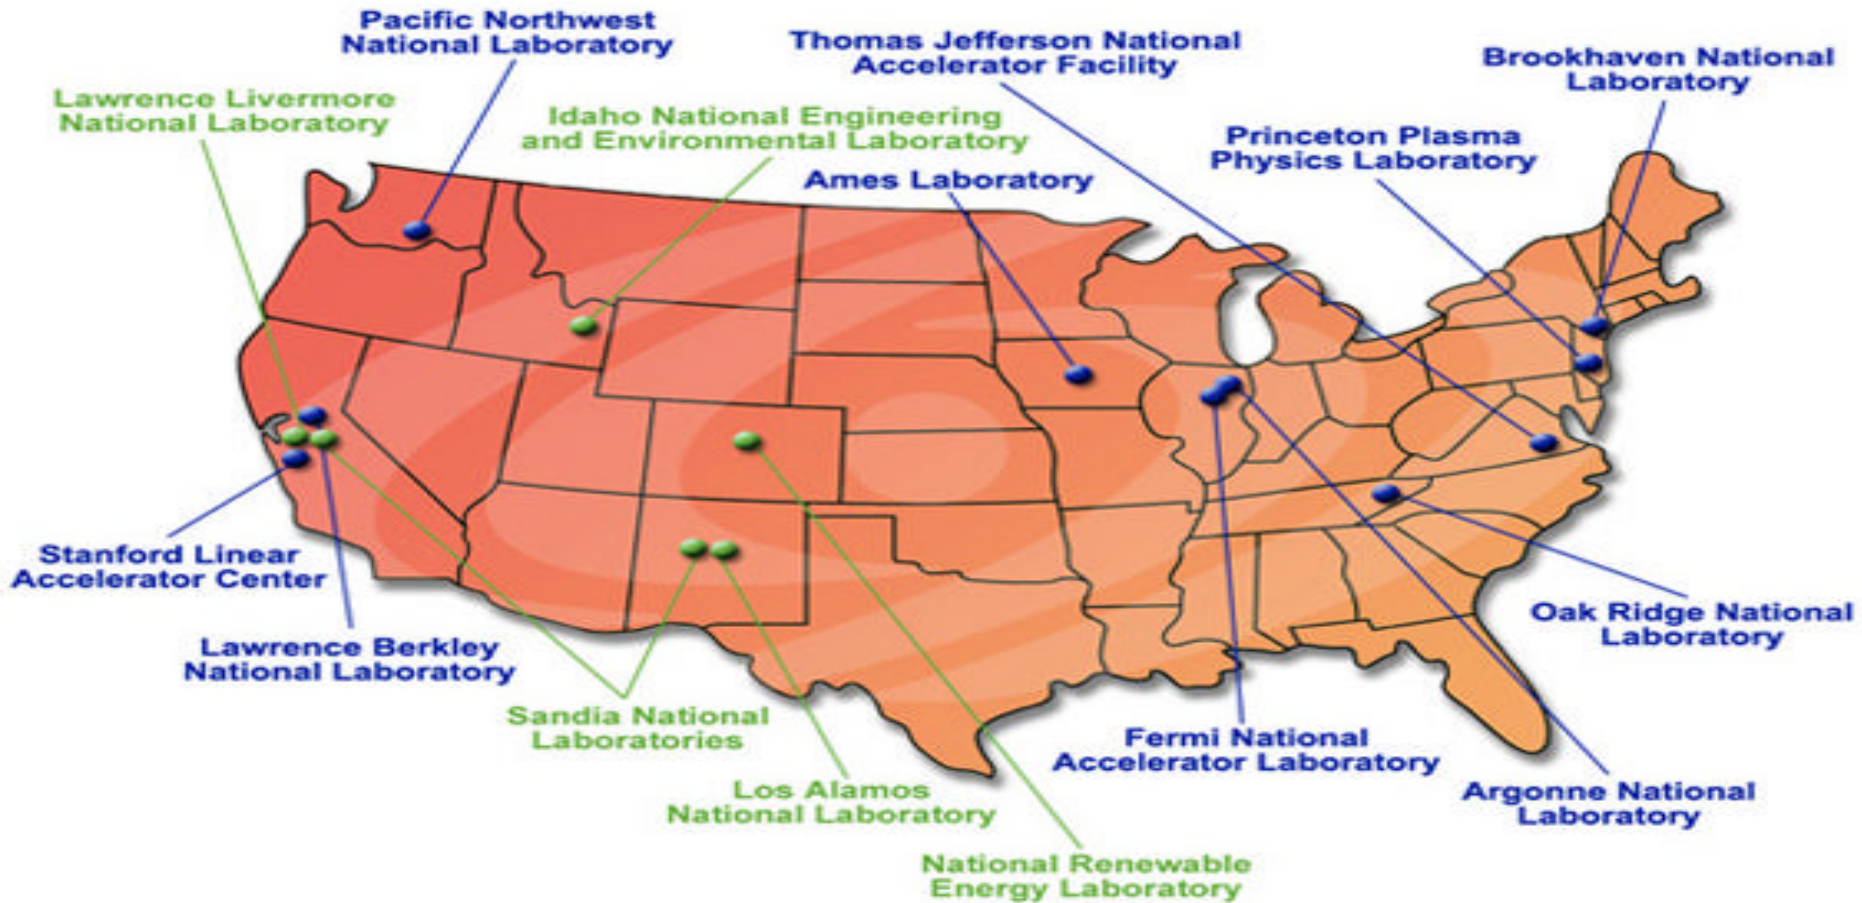 Pacific Northwest
National Laboratory
Thomas Jefferson National
Accelerator Facility
Brookhaven National
Laboratory
Lawrence Livermore
National Laboratory
Idaho National Engineering
and Environmental Laboratory
Princeton Plasma
Physics Laboratory
Ames Laboratory
Stanford Linear
Accelerator Center
Oak Ridge National
Laboratory
Lawrence Berkley
National Laboratory
Sandia National
Laboratories
Fermi National
Accelerator Laboratory
Los Alamos
National Laboratory
Argonne National
Laboratory
National Renewable
Energy Laboratory